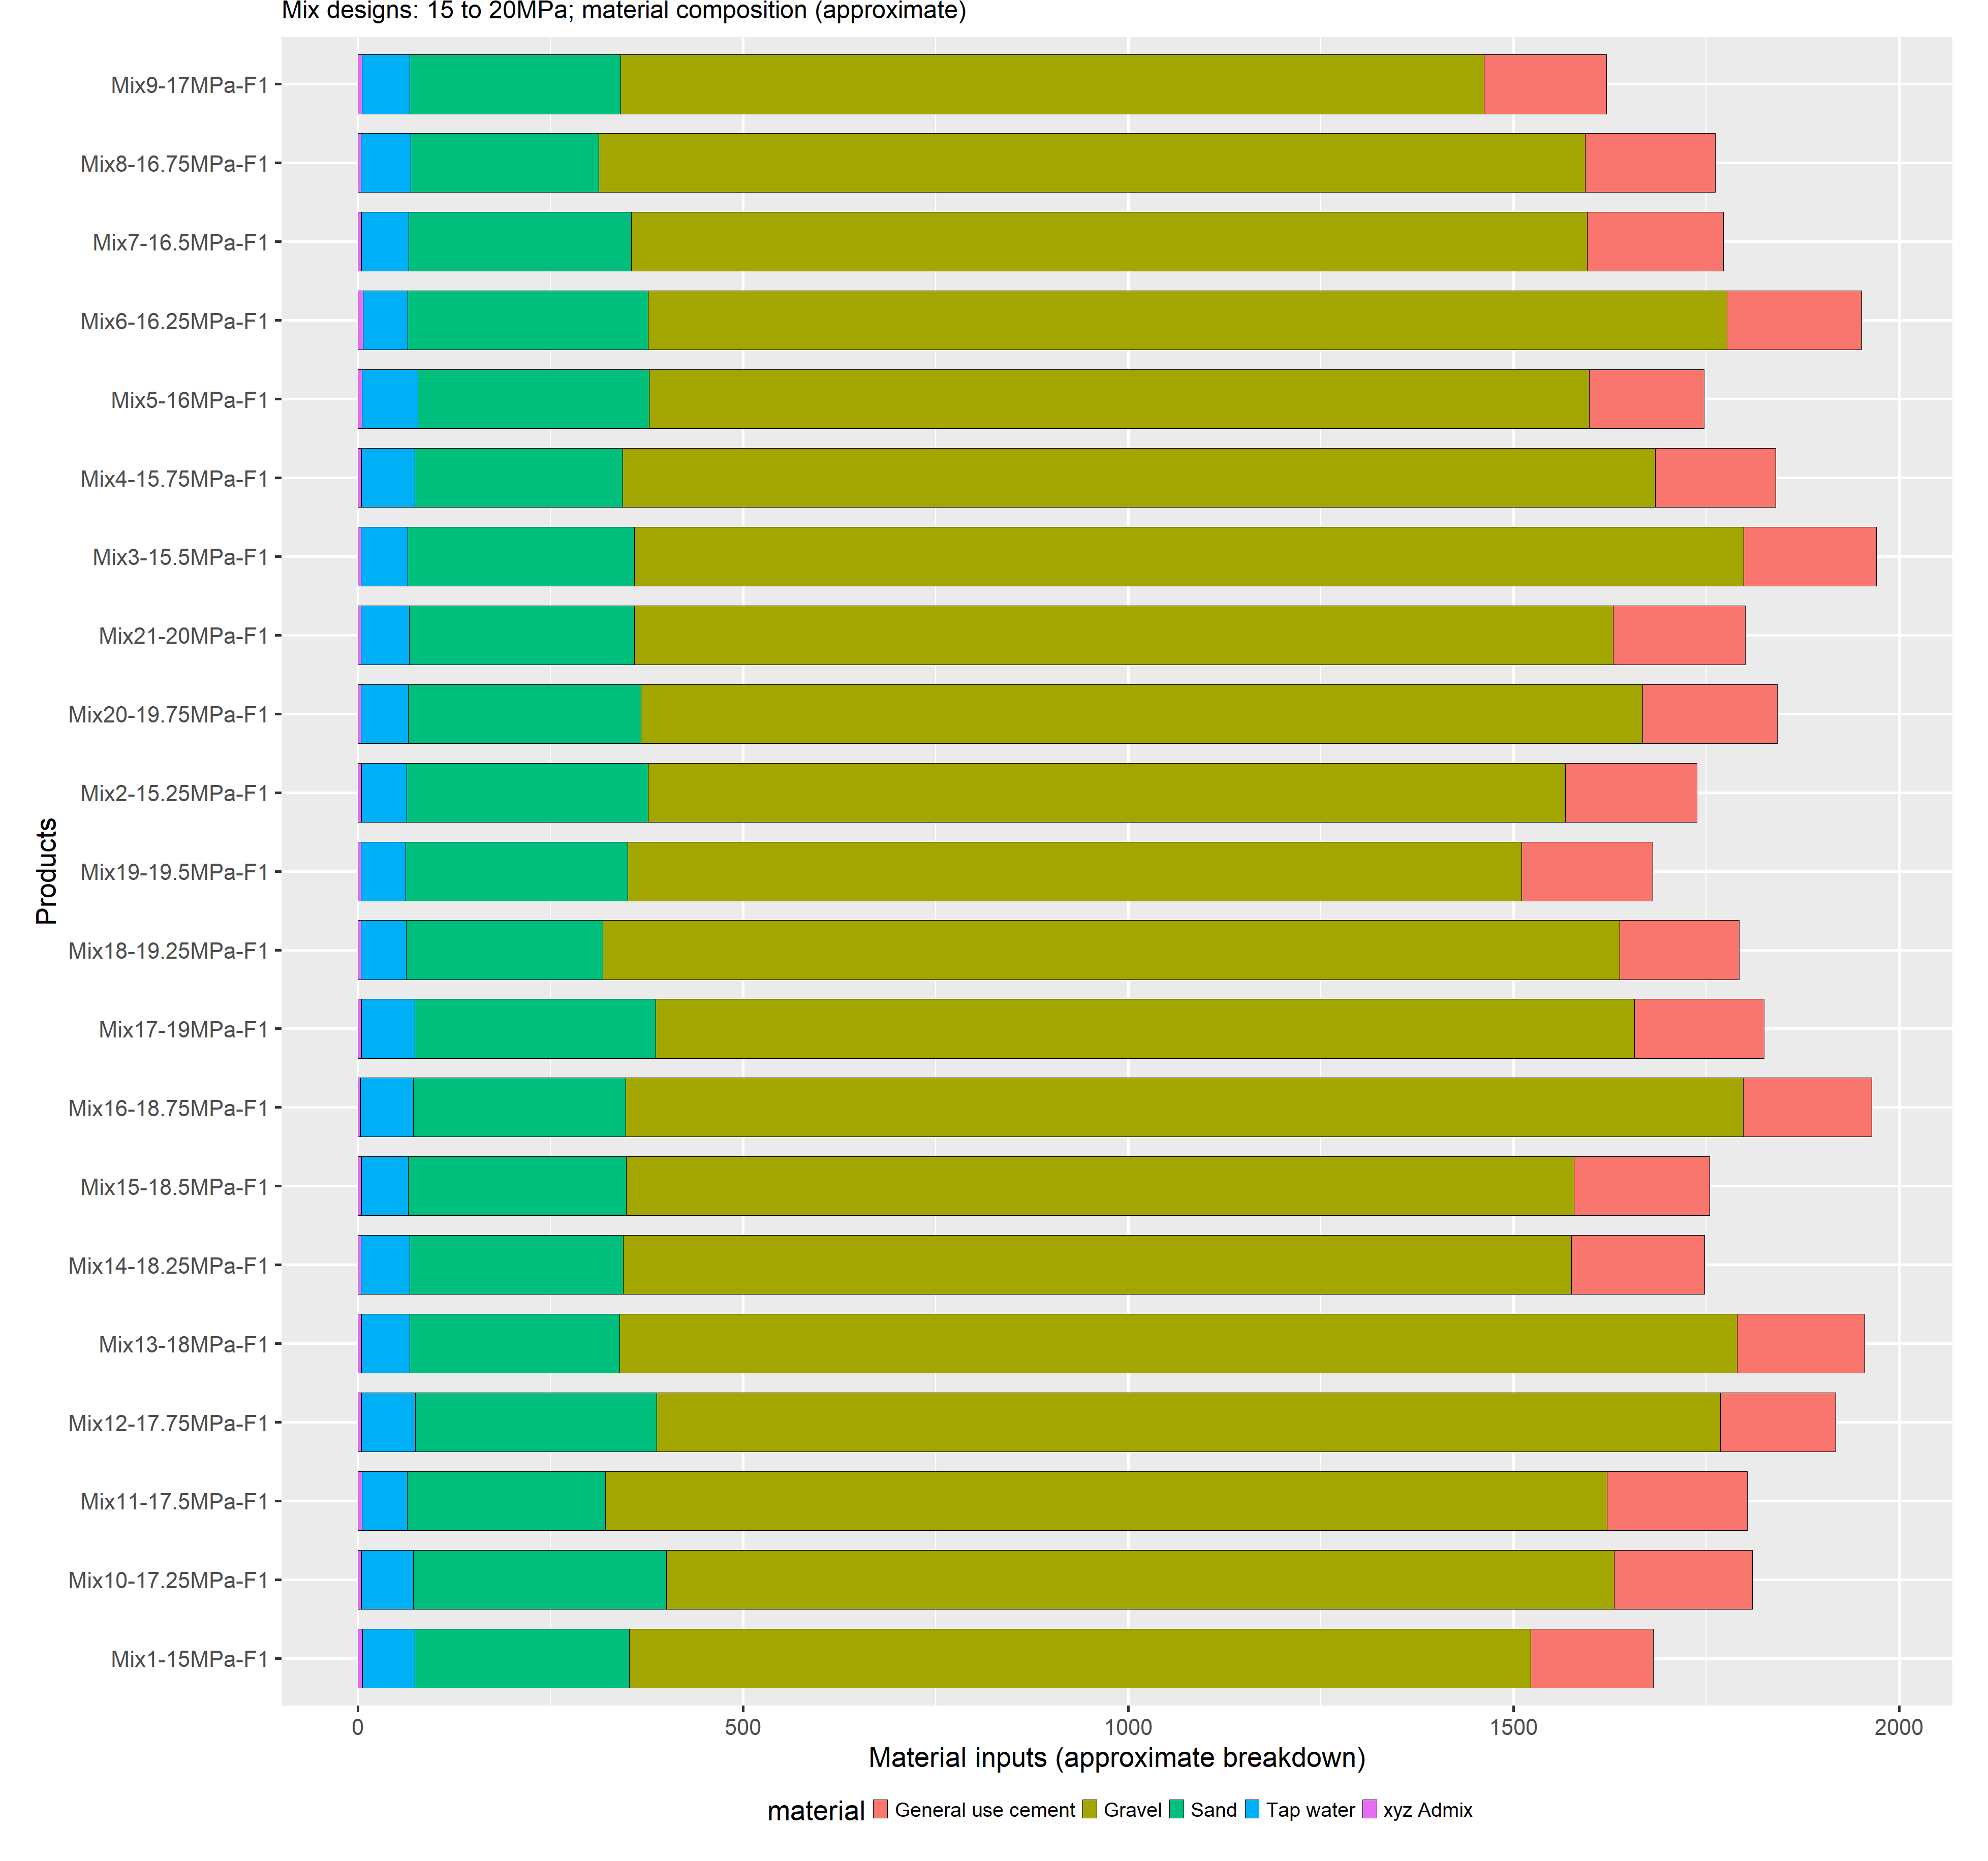 Mix designs: 15 to 20MPa; material composition (approximate)
Mix9-17MPa-F1
Mix8-16.75MPa-F1
Mix7-16.5MPa-F1
Mix6-16.25MPa-F1
Mix5-16MPa-F1
Mix4-15.75MPa-F1
Mix3-15.5MPa-F1
Mix21-20MPa-F1
Mix20-19.75MPa-F1
Mix2-15.25MPa-F1
Mix19-19.5MPa-F1
Mix18-19.25MPa-F1
Mix17-19MPa-F1
Mix16-18.75MPa-F1
Mix15-18.5MPa-F1
Mix14-18.25MPa-F1
Mix13-18MPa-F1
Mix12-17.75MPa-F1
Mix11-17.5MPa-F1
Mix10-17.25MPa-F1
Mix1-15MPa-F1
Products
0 500 1000 1500 2000
Material inputs (approximate breakdown)
material General use cement Gravel Sand Tap water xyz Admix